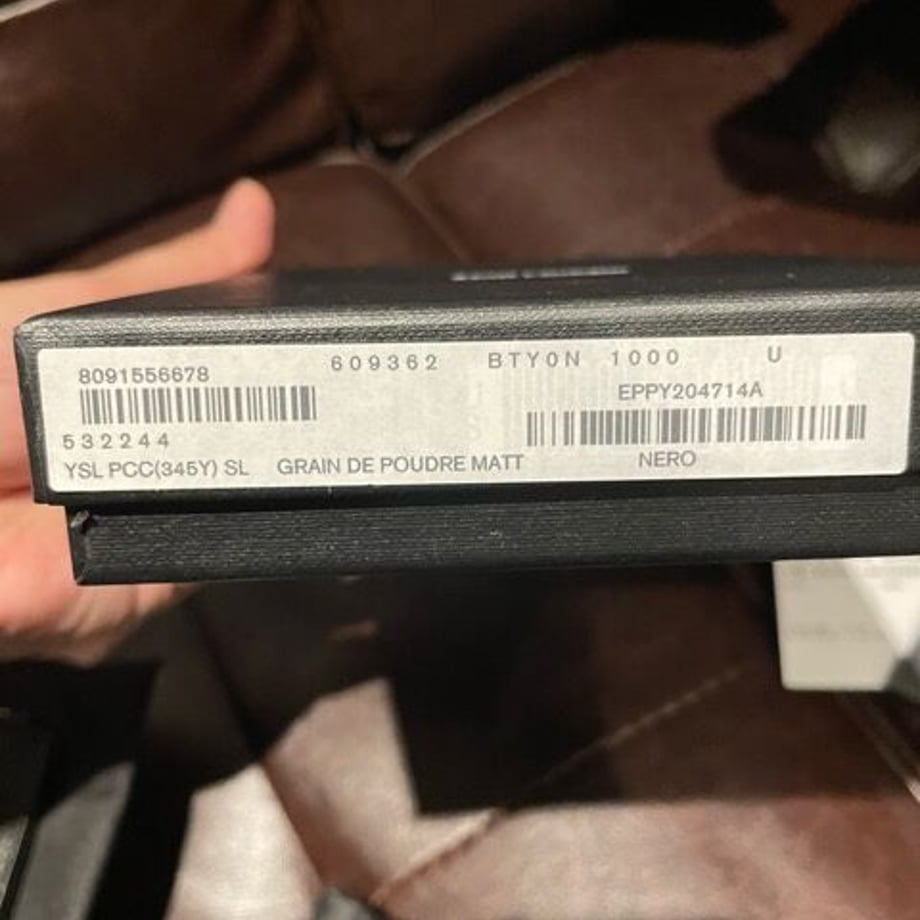 609362 BTY0N 1000 U
8091556678
EPPY204714A
532244
YSL PCC(345Y) SL GRAIN DE POUDRE MATT NERO